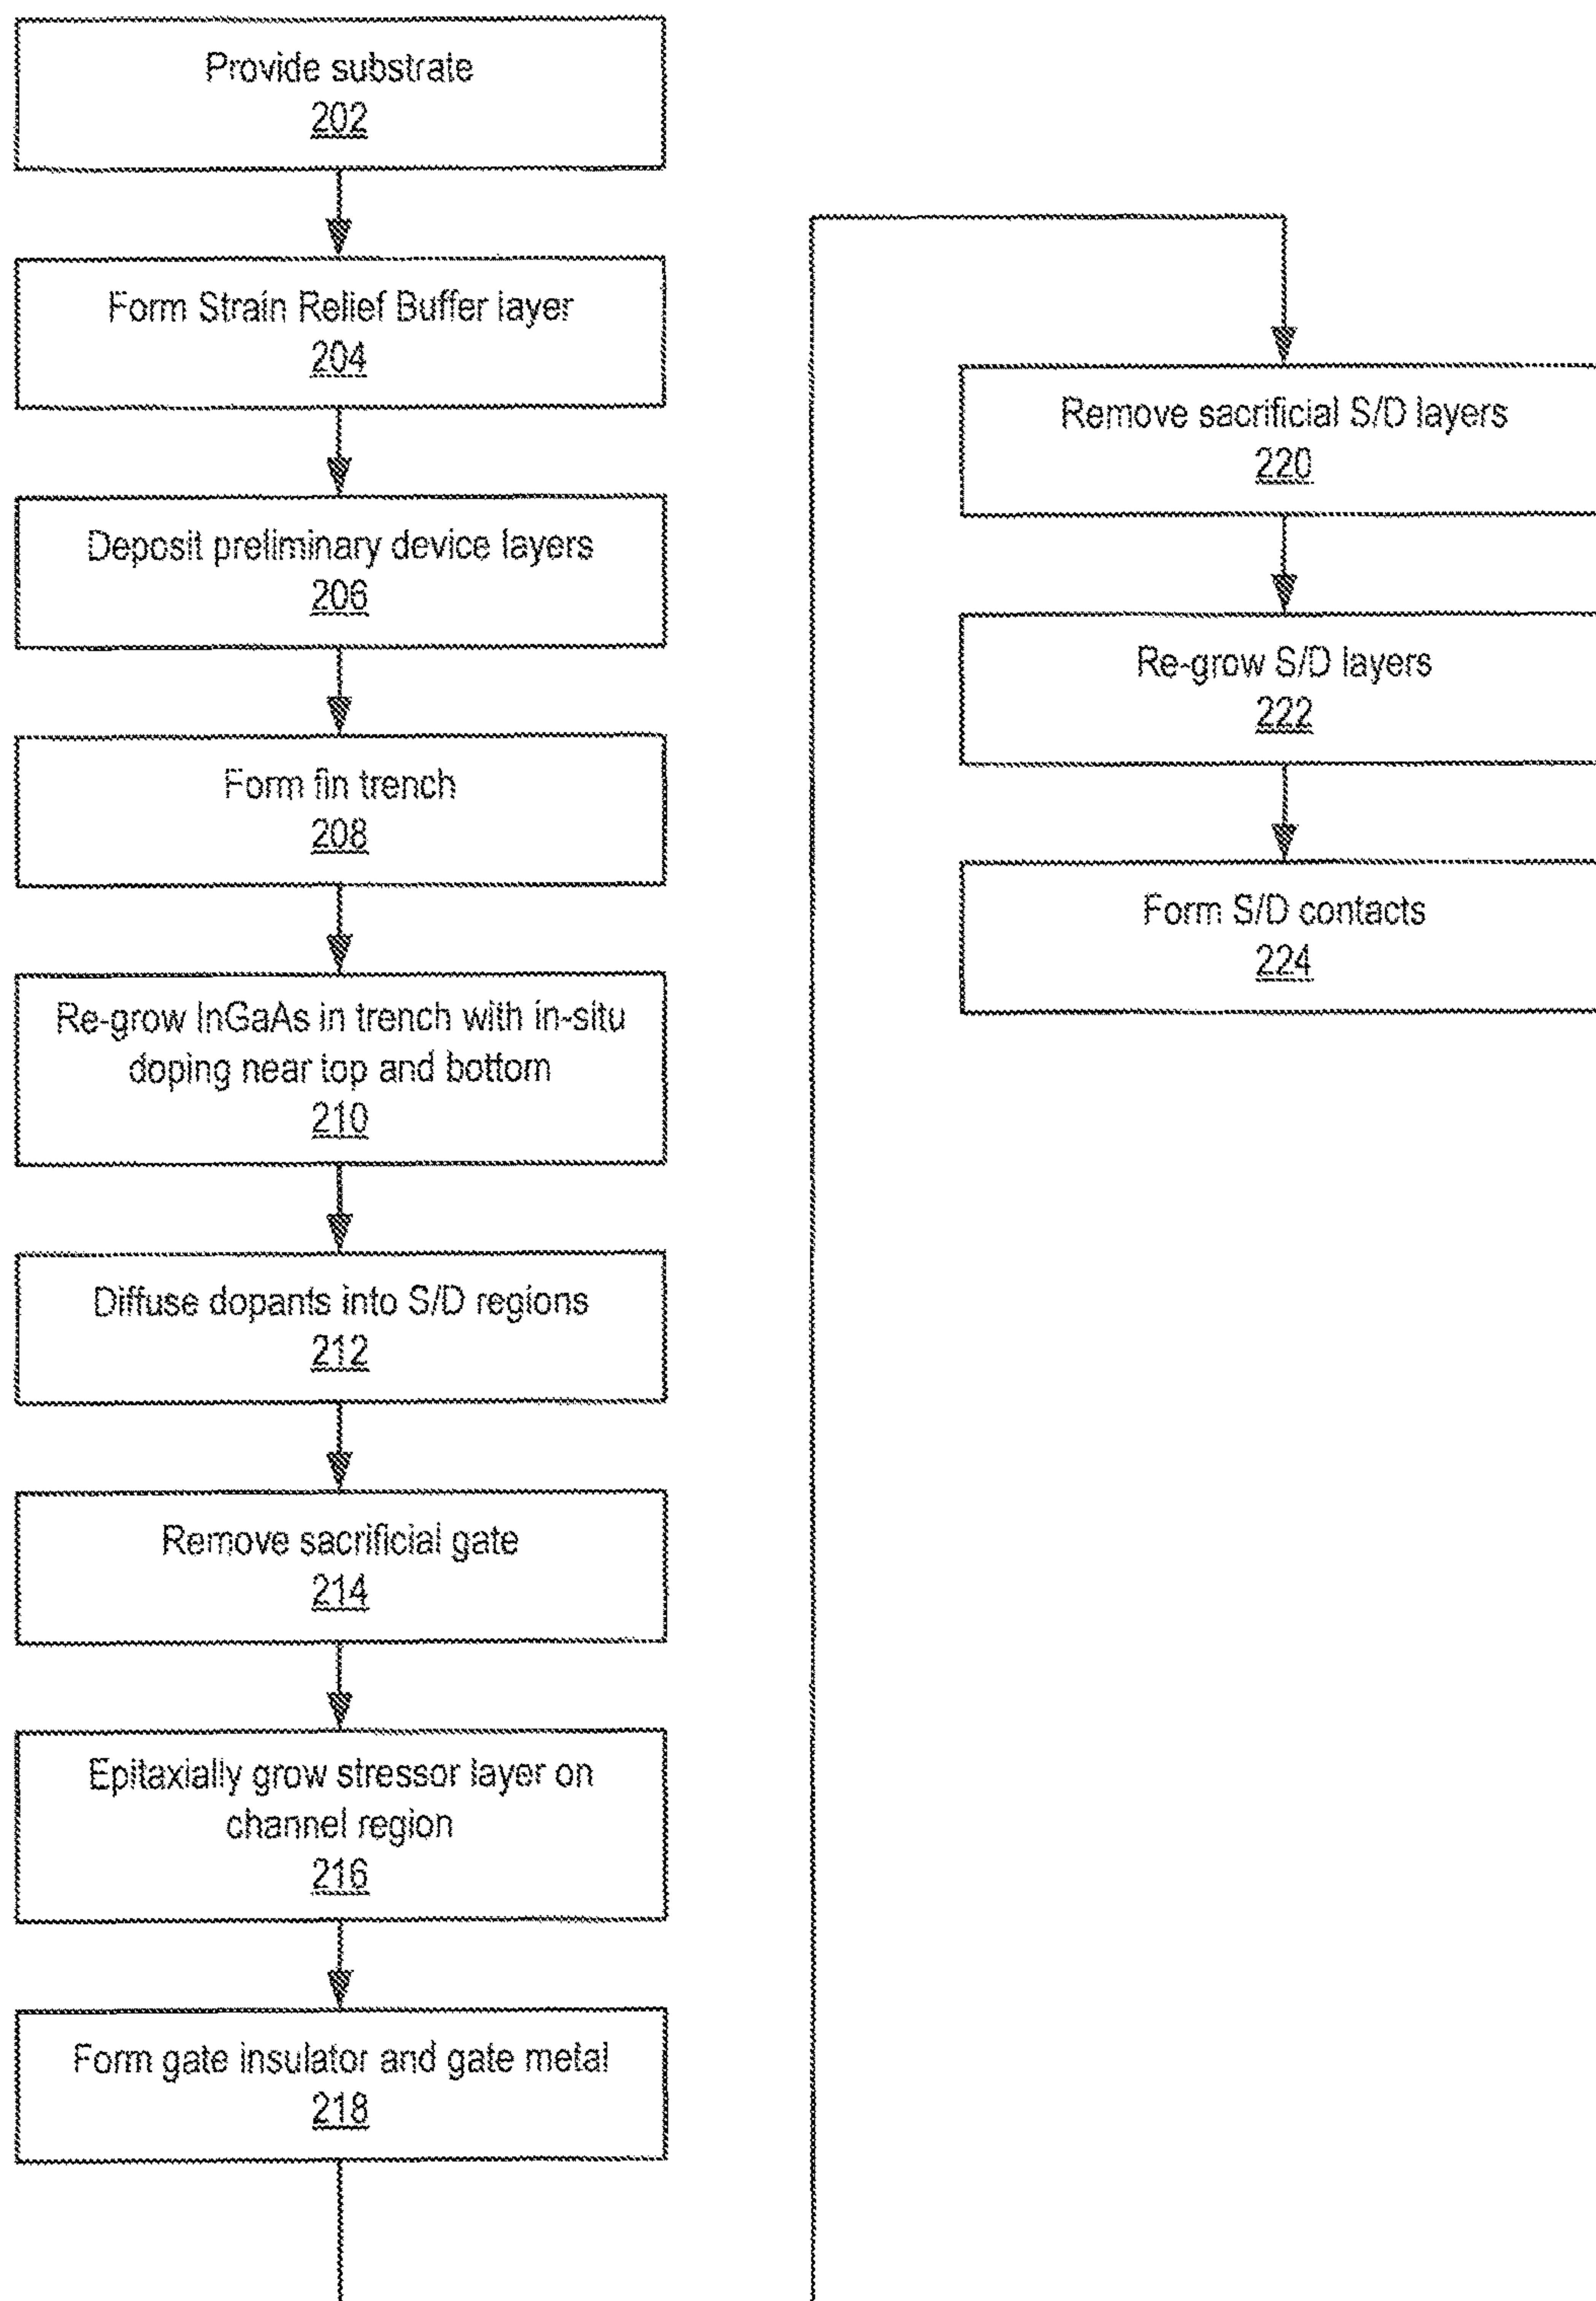 Provide substrate
202
Form Strain Relief Buffer layer
204
Deposit preliminary device layers
206
Form fin trench
208
Re-grow InGaAs in trench with in-situ
doping near top and bottom
210
Diffuse dopants into S/D regions
212
Remove sacrificial gate
214
Epitaxially grow stressor layer on
channel region
216
Form gate insulator and gate metal
218
Remove sacrificial S/D layers
220
Re-grow S/D layers
222
Form S/D contacts
224